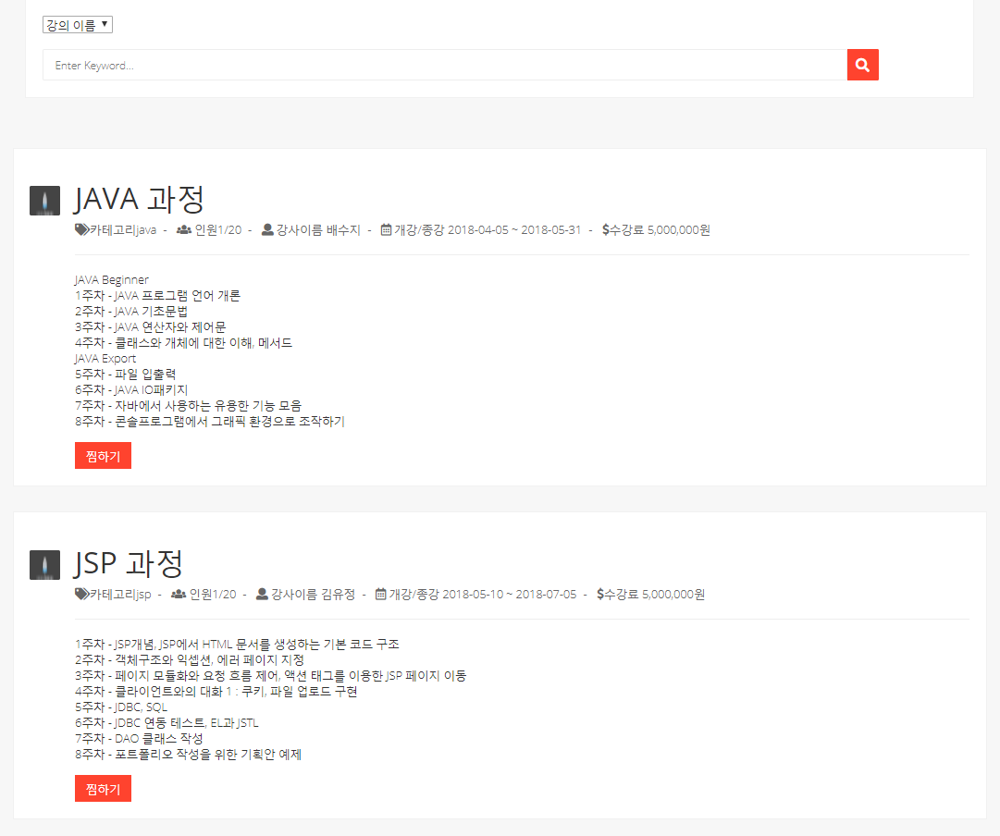 강의 이름
Enter Keyword...
JAVA 과정
카테고리java - 인원1/20 - 강사이름 배수지 - 개강/종강 2018-04-05 ~ 2018-05-31 - $수강료 5,000,000원
JAVA Beginner
1주차 - JAVA 프로그램 언어 개론
2주차 - JAVA 기초문법
3주차 - JAVA 연산자와 제어문
4주차 - 클래스와 개체에 대한 이해, 메서드
JAVA Export
5주차 - 파일 입출력
6주차 - JAVA IO패키지
7주차 - 자바에서 사용하는 유용한 기능 모음
8주차 - 콘솔프로그램에서 그래픽 환경으로 조작하기
찜하기
JSP 과정
카테고리jsp - 인원1/20 - 강사이름 김유정 - 개강/종강 2018-05-10 ~ 2018-07-05 - $수강료 5,000,000원
1주차 - JSP개념, JSP에서 HTML 문서를 생성하는 기본 코드 구조
2주차 - 객체구조와 익셉션, 에러 페이지 지정
3주차 - 페이지 모듈화와 요청 흐름 제어, 액션 태그를 이용한 JSP 페이지 이동
4주차 - 클라이언트와의 대화 1 : 쿠키, 파일 업로드 구현
5주차 - JDBC, SQL
6주차 - JDBC 연동 테스트, EL과 JSTL
7주차 - DAO 클래스 작성
8주차 - 포트폴리오 작성을 위한 기획안 예제
찜하기